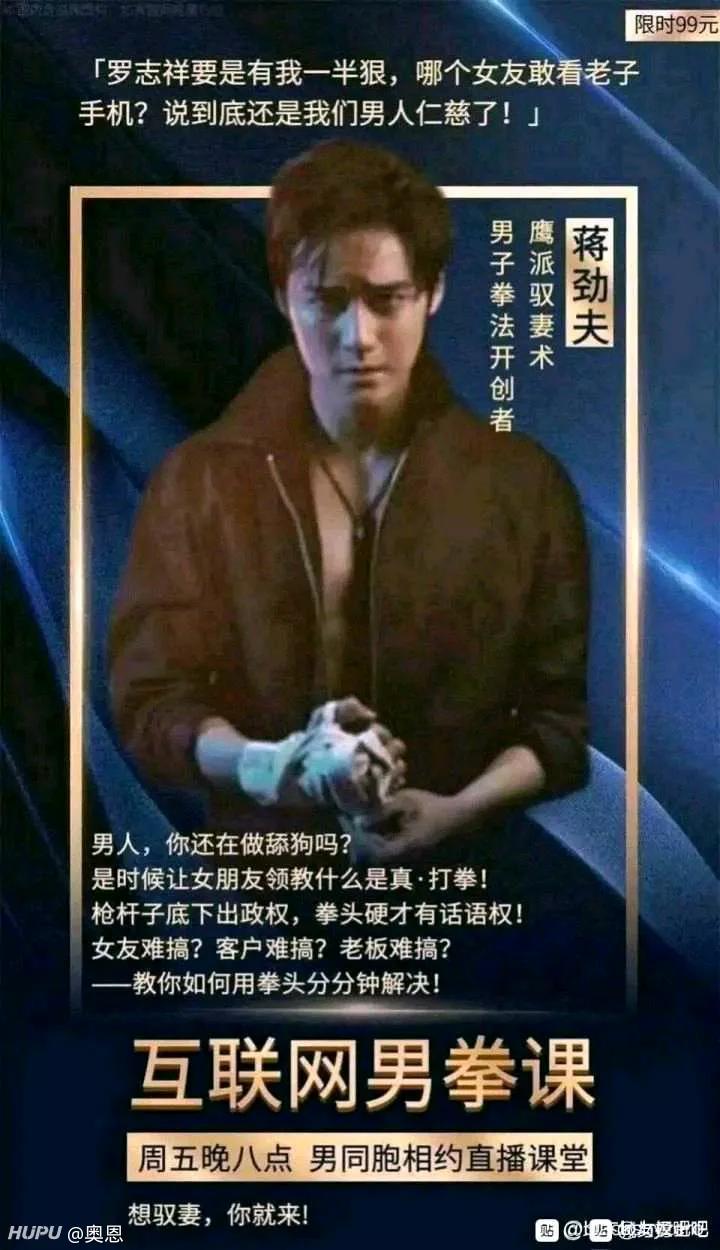 限时99元
「罗志祥要是有我一半狠，哪个女友敢看老子
手机？说到底还是我们男人仁慈了！」
蒋劲夫
鹰派驭妻术
男子拳法开创者
男人，你还在做舔狗吗？
是时候让女朋友领教什么是真·打拳！
枪杆子底下出政权，拳头硬才有话语权！
女友难搞？客户难搞？老板难搞？
——教你如何用拳头分分钟解决！
互联网男拳课
周五晚八点 男同胞相约直播课堂
想驭妻，你就来!
HUPU @奥恩
贴
贴